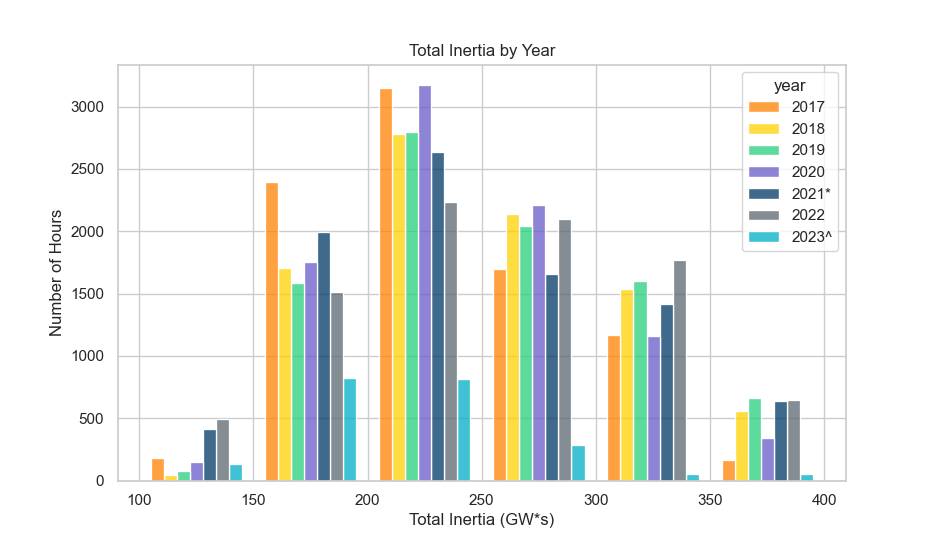 Total Inertia by Year
year
2017
2018
2019
2020
2021*
2022
2023^
Number of Hours
3000
2500
2000
1500
1000
500
0
100 150 200 250 300 350 400
Total Inertia (GW*s)